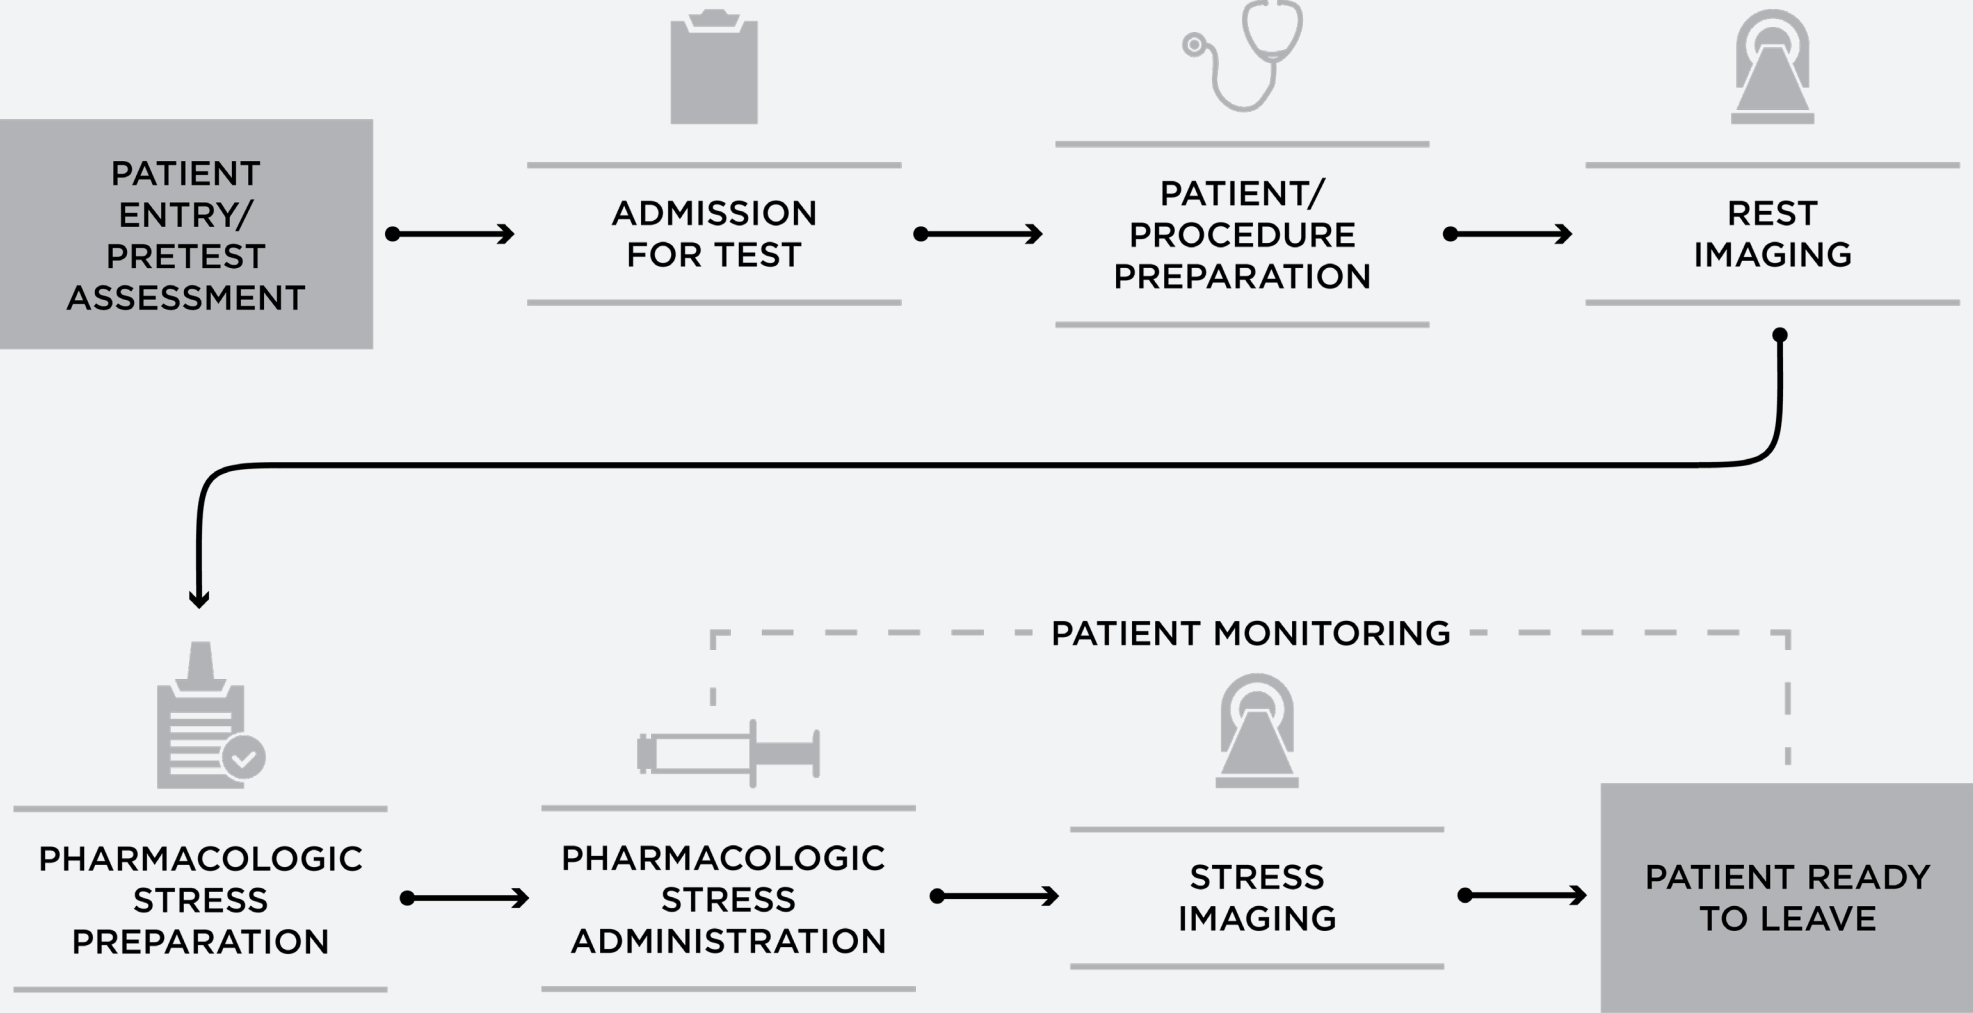 PATIENT
ENTRY/
PRETEST
ASSESSMENT
ADMISSION
FOR TEST
PATIENT/
PROCEDURE
PREPARATION
REST
IMAGING
PATIENT MONITORING
PHARMACOLOGIC
STRESS
PREPARATION
PHARMACOLOGIC
STRESS
ADMINISTRATION
STRESS
IMAGING
PATIENT READY
TO LEAVE